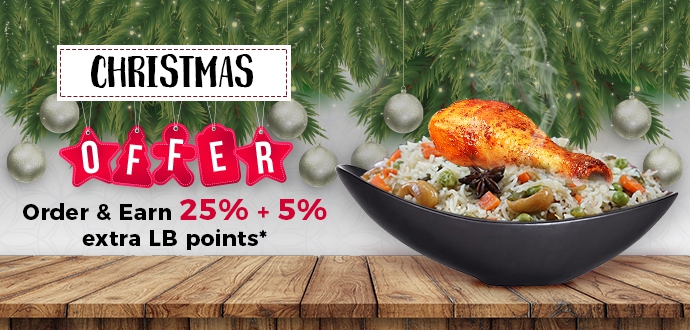 CHRISTMAS
OFFER
Order & Earn 25% + 5%
extra LB points*